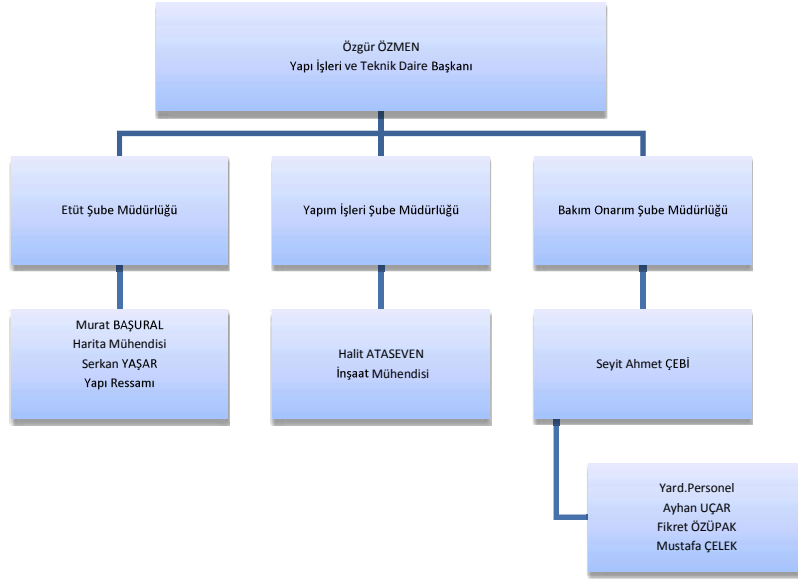 Özgür ÖZMEN
Yapı İşleri ve Teknik Daire Başkanı
Etüt Şube Müdürlüğü
Yapım İşleri Şube Müdürlüğü
Bakım Onarım Şube Müdürlüğü
Murat BAŞURAL
Harita Mühendisi
Serkan YAŞAR
Yapı Ressamı
Halit ATASEVEN
İnşaat Mühendisi
Seyit Ahmet ÇEBİ
Yard.Personel
Ayhan UÇAR
Fikret ÖZÜPAK
Mustafa ÇELEK